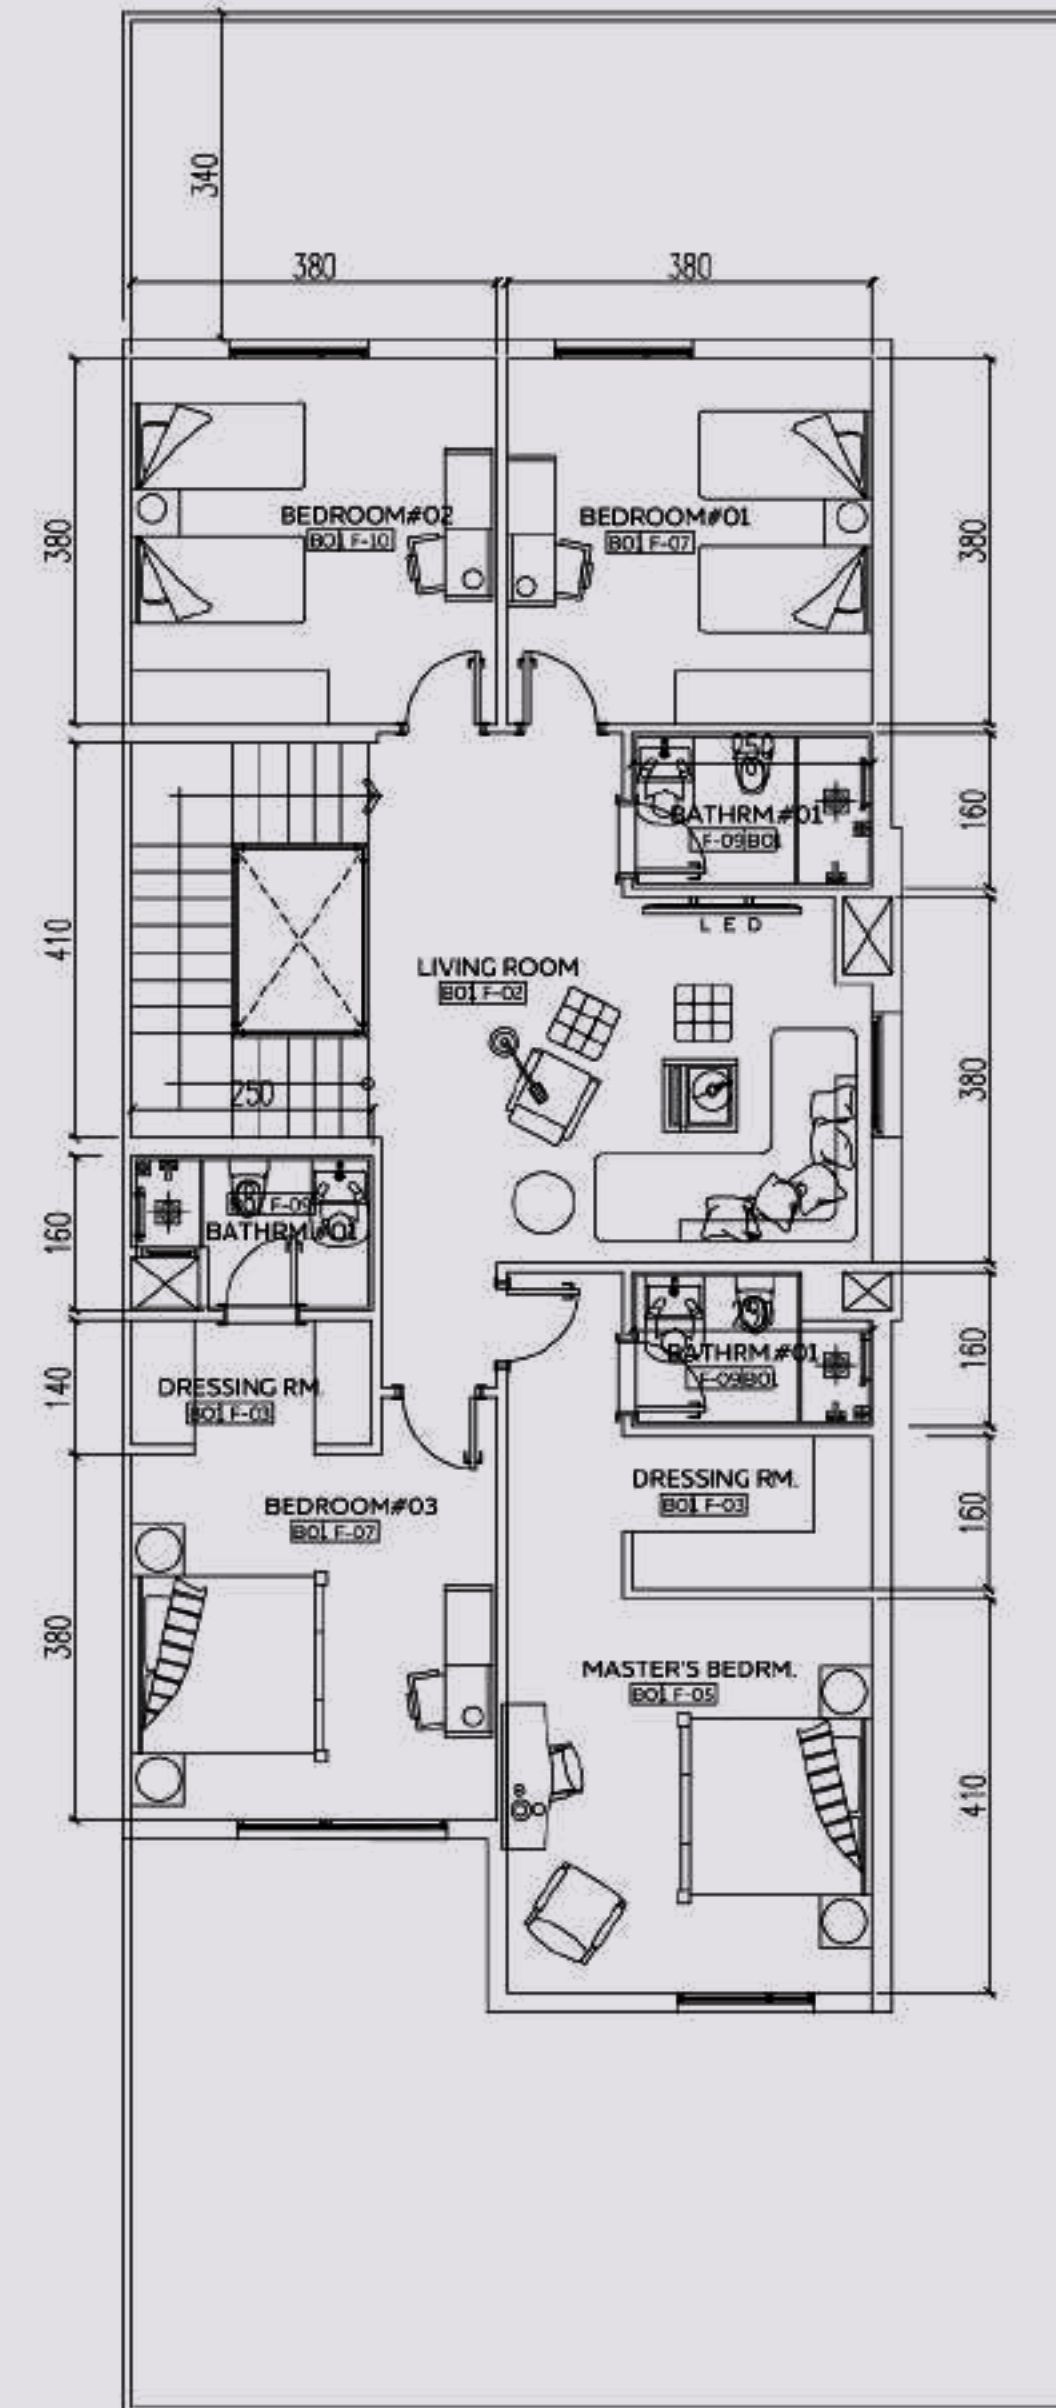 340
380
380
380
380
BEDROOM#02
B01 F-10
BEDROOM#01
B01 F-07
250
160
BATHRM.#01
F-09 B01
LED
410
LIVING ROOM
B01 F-02
380
250
160
B01 F-09
BATHRM.#01
160
BATHRM.#01
F-09 B01
140
DRESSING RM.
B01 F-03
DRESSING RM.
B01 F-03
160
BEDROOM#03
B01 F-07
380
MASTER'S BEDRM.
B01 F-05
410